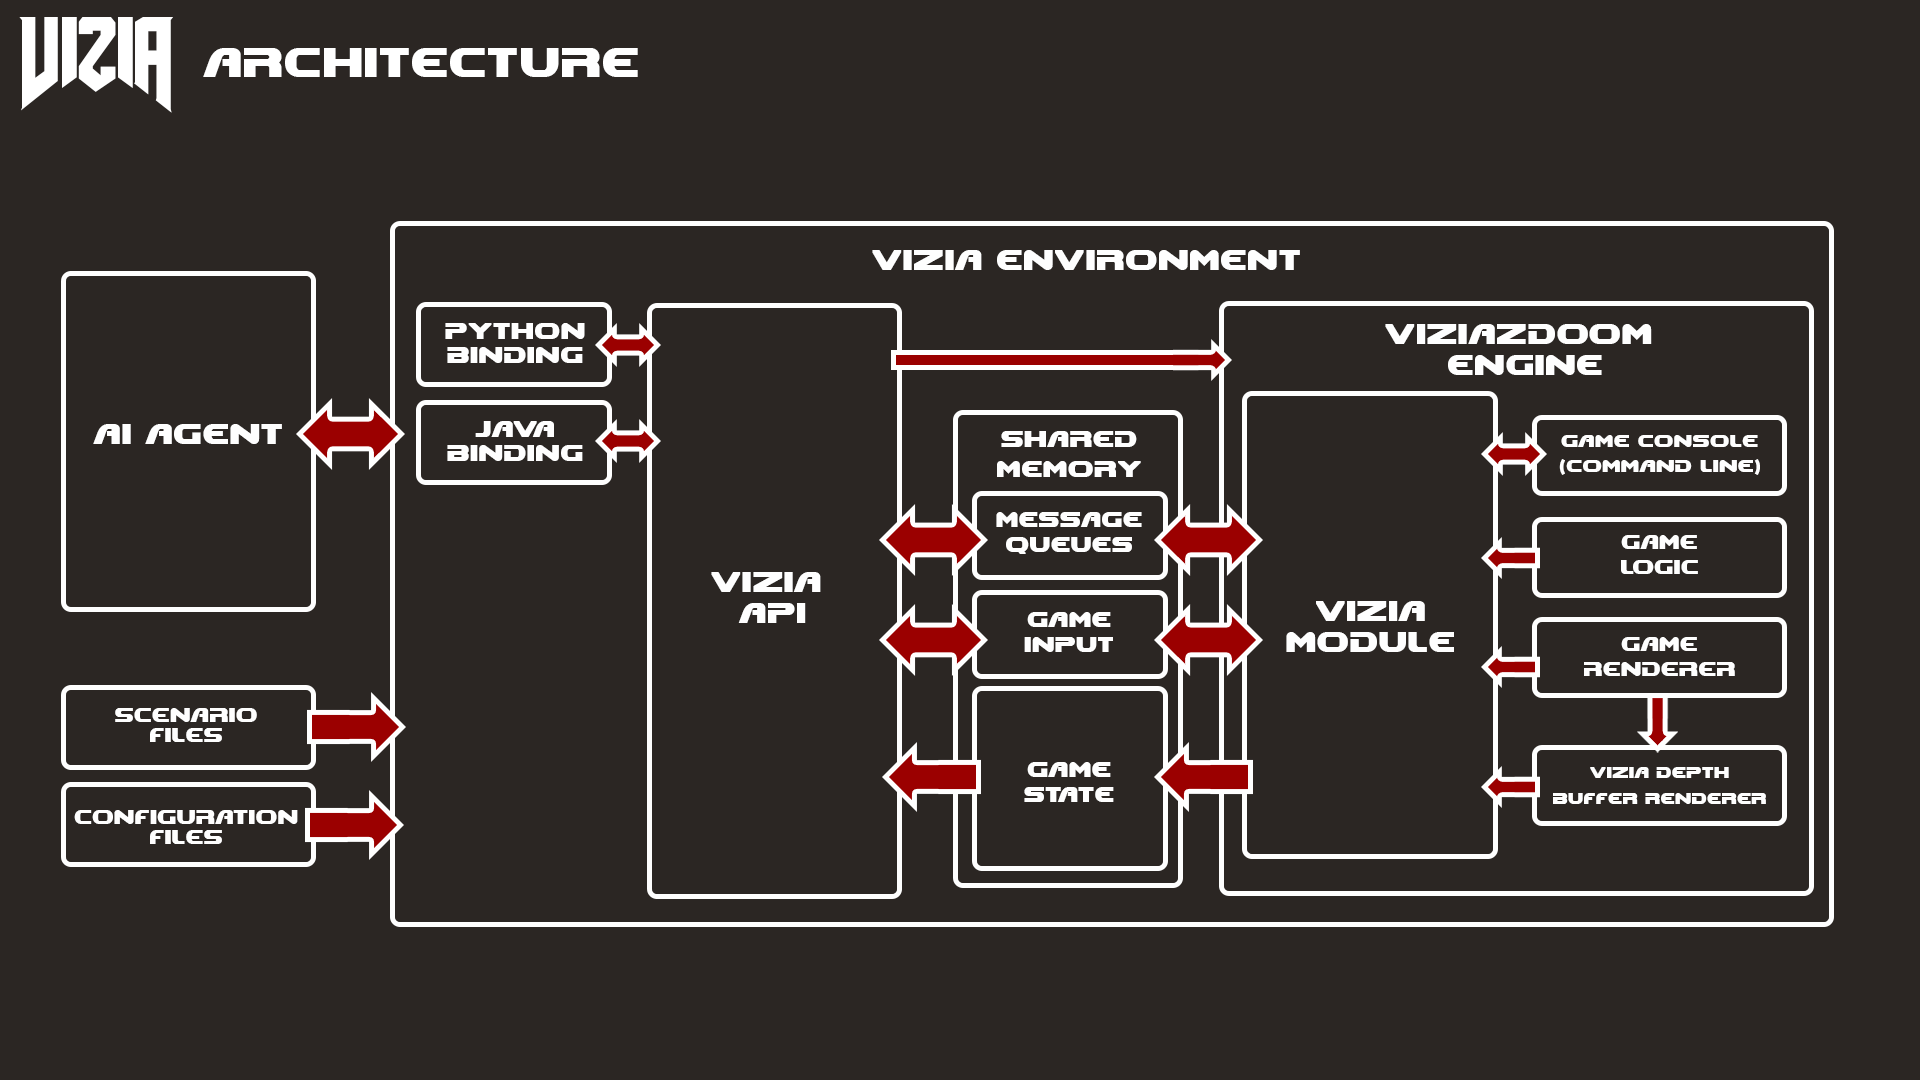 VIZIA ARCHITECTURE
VIZIA ENVIRONMENT
AI AGENT
SCENARIO
FILES
CONFIGURATION
FILES
PYTHON
BINDING
JAVA
BINDING
VIZIA
API
SHARED
MEMORY
MESSAGE
QUEUES
GAME
INPUT
GAME
STATE
VIZIAZDOOM
ENGINE
VIZIA
MODULE
GAME CONSOLE
(COMMAND LINE)
GAME
LOGIC
GAME
RENDERER
VIZIA DEPTH
BUFFER RENDERER